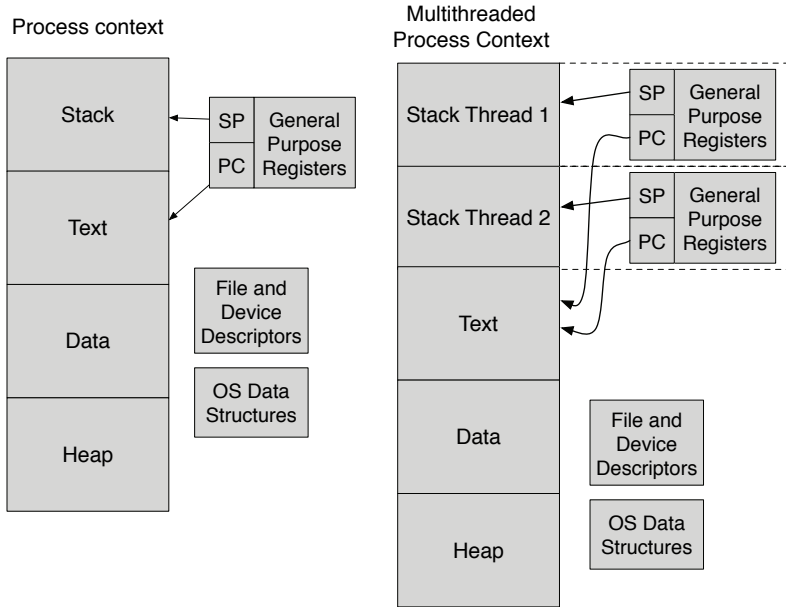 Process context
Stack
SP
PC
General
Purpose
Registers
Text
File and
Device
Descriptors
Data
OS Data
Structures
Heap
Multithreaded
Process Context
Stack Thread 1
SP
PC
General
Purpose
Registers
Stack Thread 2
SP
PC
General
Purpose
Registers
Text
Data
File and
Device
Descriptors
OS Data
Structures
Heap